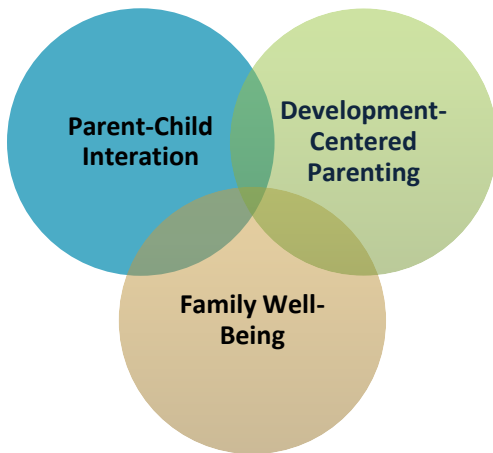 Parent-Child
Interation
Development-
Centered
Parenting
Family Well-
Being